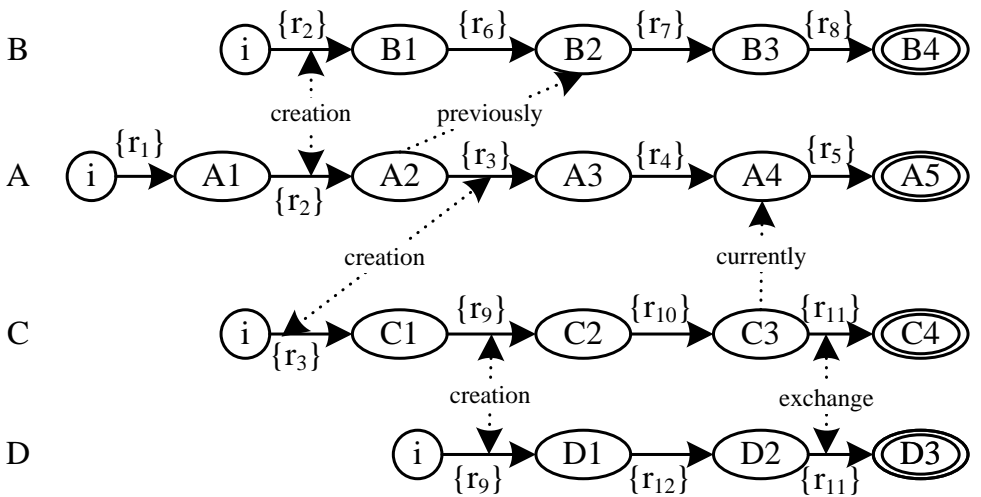 {r2} {r6} {r7} {r8}
B i B1 B2 B3 B4
creation previously
{r1} {r3} {r4} {r5}
A i A1 A2 A3 A4 A5
{r2}
creation currently
{r9} {r10} {r11}
C i C1 C2 C3 C4
{r3}
creation exchange
D i D1 D2 D3
{r9} {r12} {r11}